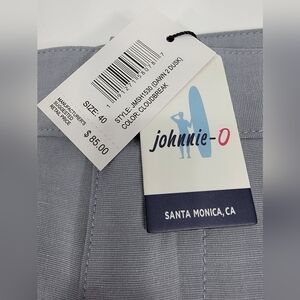 STYLE: JMSH1530 (DAWN 2 DUSK)
COLOR: CLOUDBREAK
SIZE: 40
MANUFACTURER'S
SUGGESTED
RETAIL PRICE
$ 85.00
johnnie-O
SANTA MONICA, CA